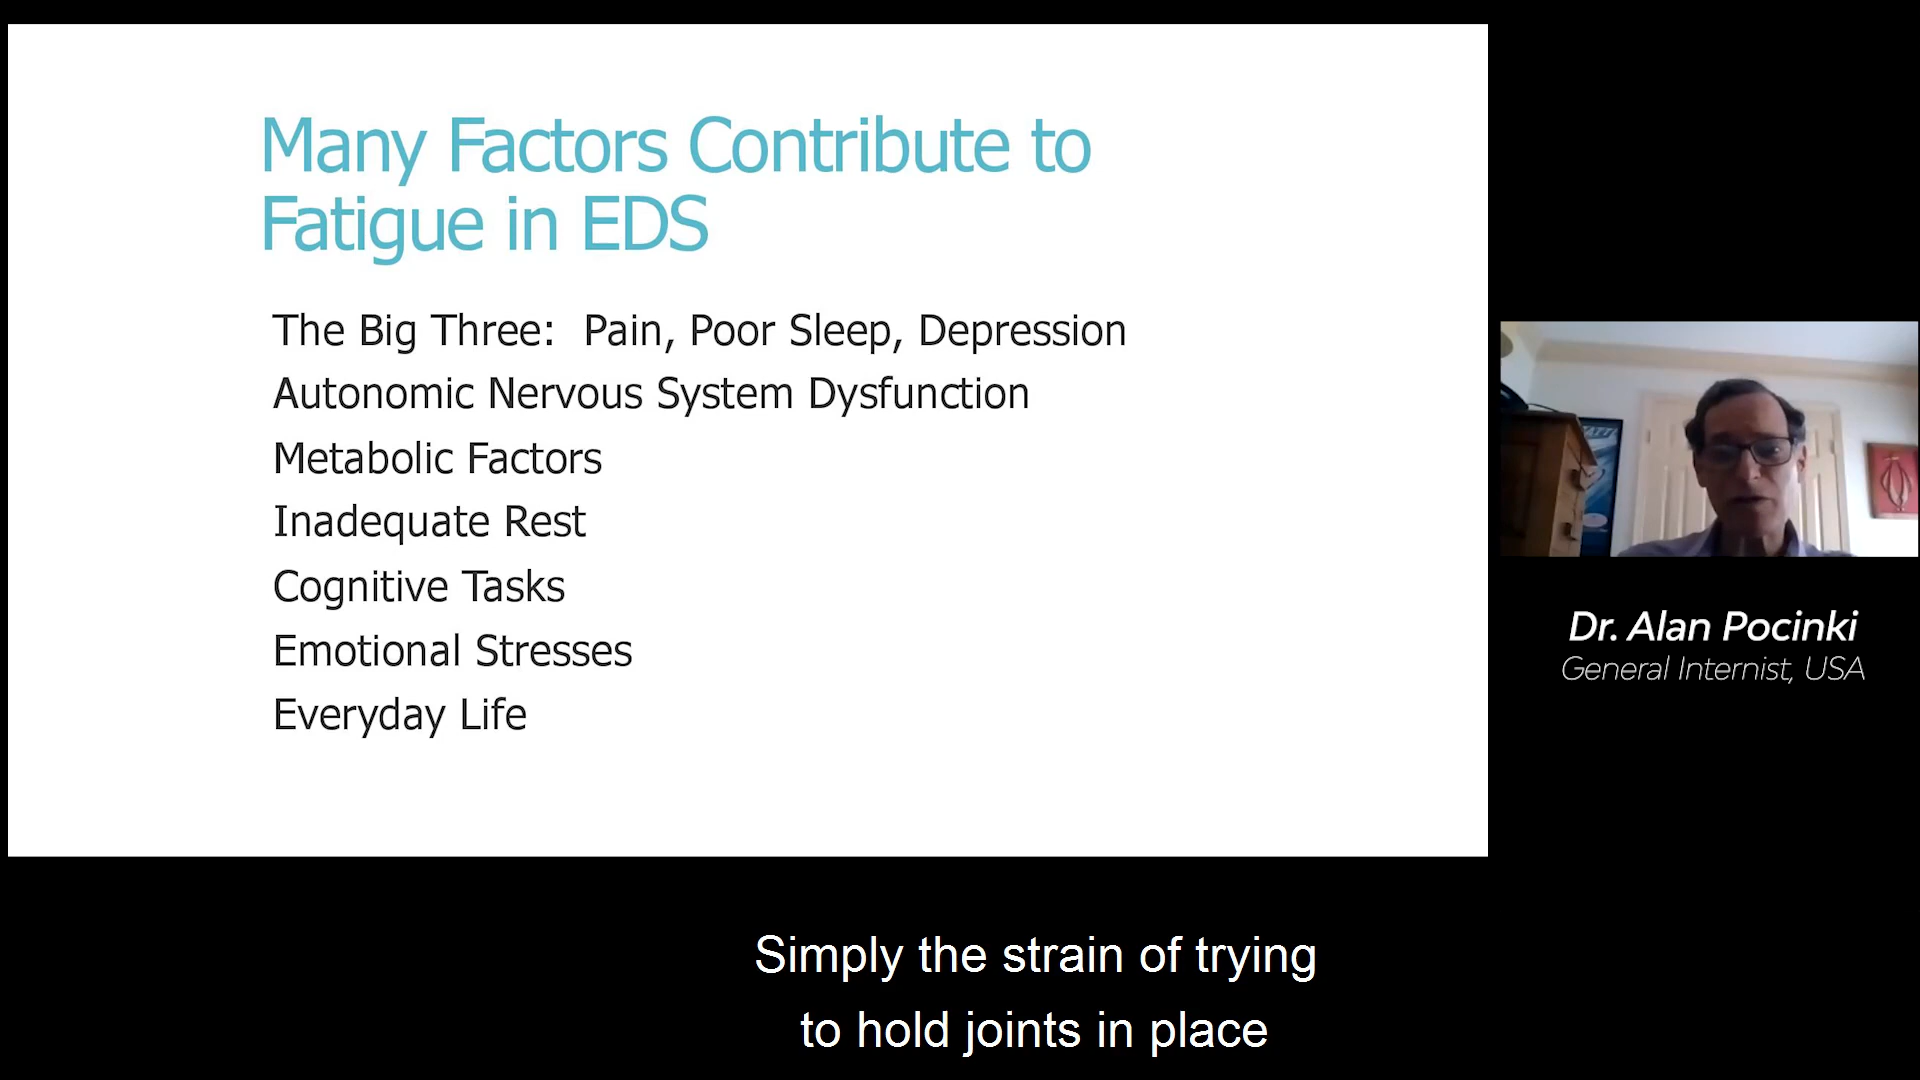 Many Factors Contribute to
Fatigue in EDS
The Big Three:  Pain, Poor Sleep, Depression
Autonomic Nervous System Dysfunction
Metabolic Factors
Inadequate Rest
Cognitive Tasks
Emotional Stresses
Everyday Life
Dr. Alan Pocinki
General Internist, USA
Simply the strain of trying
to hold joints in place